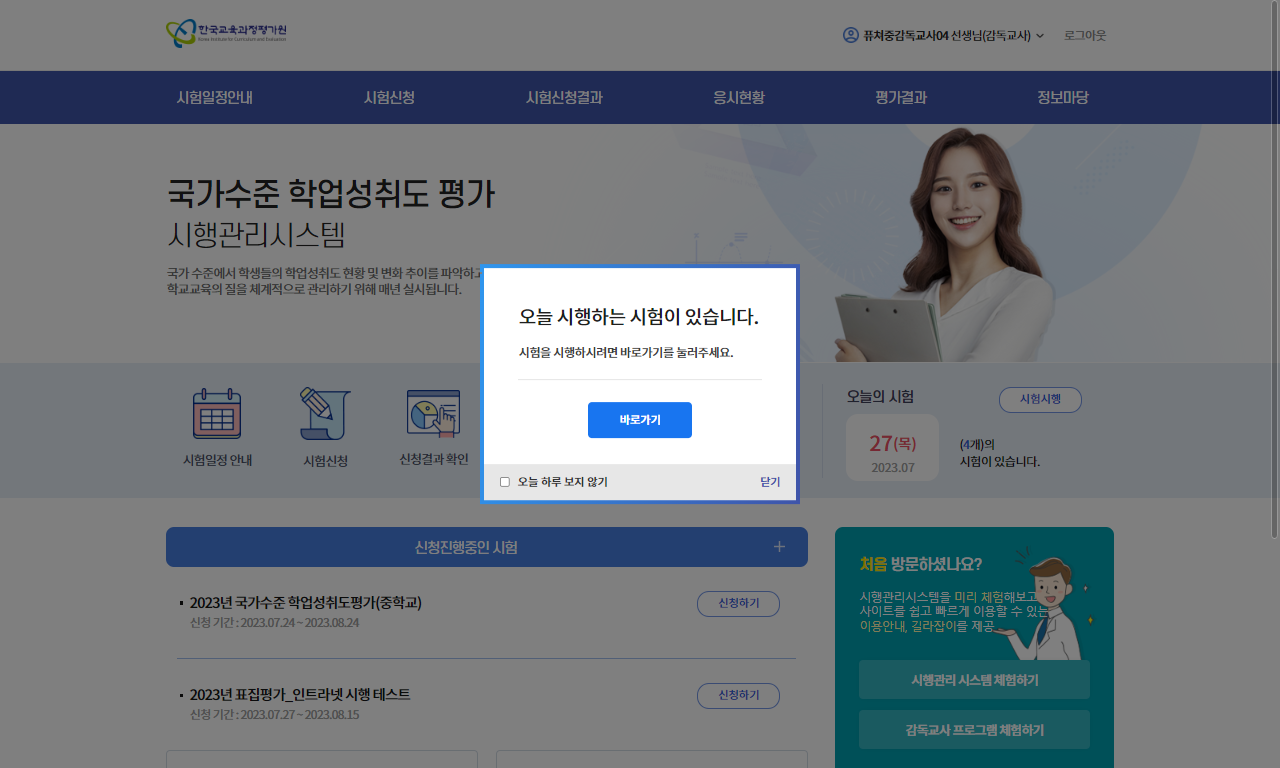 한국교육과정평가원
Korea Institute for Curriculum and Evaluation
퓨쳐중감독교사04 선생님(감독교사)
로그아웃
시험일정안내
시험신청
시험신청결과
응시현황
평가결과
정보마당
국가수준 학업성취도 평가
시행관리시스템
국가 수준에서 학생들의 학업성취도 현황 및 변화 추이를 파악하고
학교교육의 질을 체계적으로 관리하기 위해 매년 실시됩니다.
오늘 시행하는 시험이 있습니다.
시험을 시행하시려면 바로가기를 눌러주세요.
바로가기
오늘 하루 보지 않기
닫기
시험일정 안내
시험신청
신청결과 확인
오늘의 시험
시험시행
27(목)
2023.07
(4개)의
시험이 있습니다.
신청진행중인 시험
2023년 국가수준 학업성취도평가(중학교)
신청 기간 : 2023.07.24 ~ 2023.08.24
신청하기
2023년 표집평가_인트라넷 시행 테스트
신청 기간 : 2023.07.27 ~ 2023.08.15
신청하기
처음 방문하셨나요?
시행관리시스템을 미리 체험해보고
사이트를 쉽고 빠르게 이용할 수 있는
이용안내, 길라잡이를 제공
시행관리 시스템 체험하기
감독교사 프로그램 체험하기